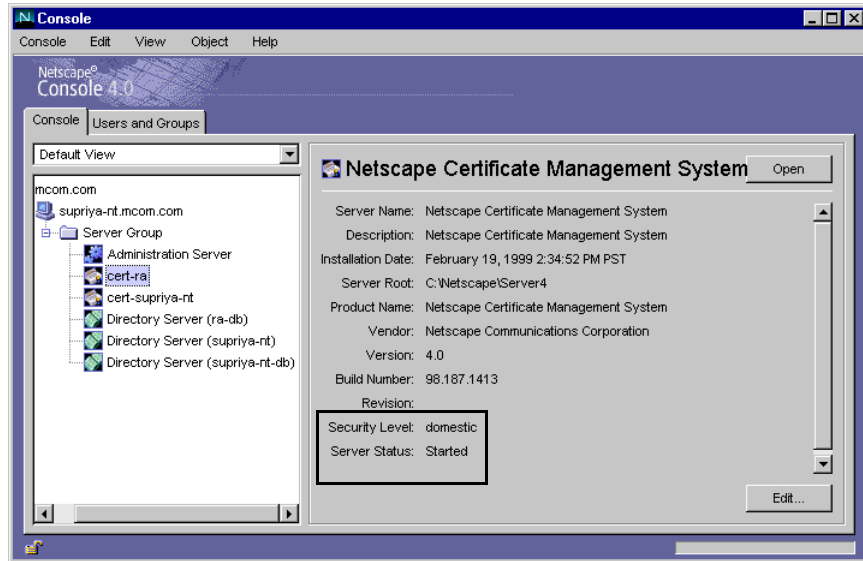 Console
Console Edit View Object Help
Netscape®
Console 4.0
Console Users and Groups
Default View
mcom.com
supriya-nt.mcom.com
Server Group
Administration Server
cert-ra
cert-supriya-nt
Directory Server (ra-db)
Directory Server (supriya-nt)
Directory Server (supriya-nt-db)
Netscape Certificate Management System Open
Server Name: Netscape Certificate Management System
Description: Netscape Certificate Management System
Installation Date: February 19, 1999 2:34:52 PM PST
Server Root: C:\Netscape\Server4
Product Name: Netscape Certificate Management System
Vendor: Netscape Communications Corporation
Version: 4.0
Build Number: 98.187.1413
Revision:
Security Level: domestic
Server Status: Started
Edit...